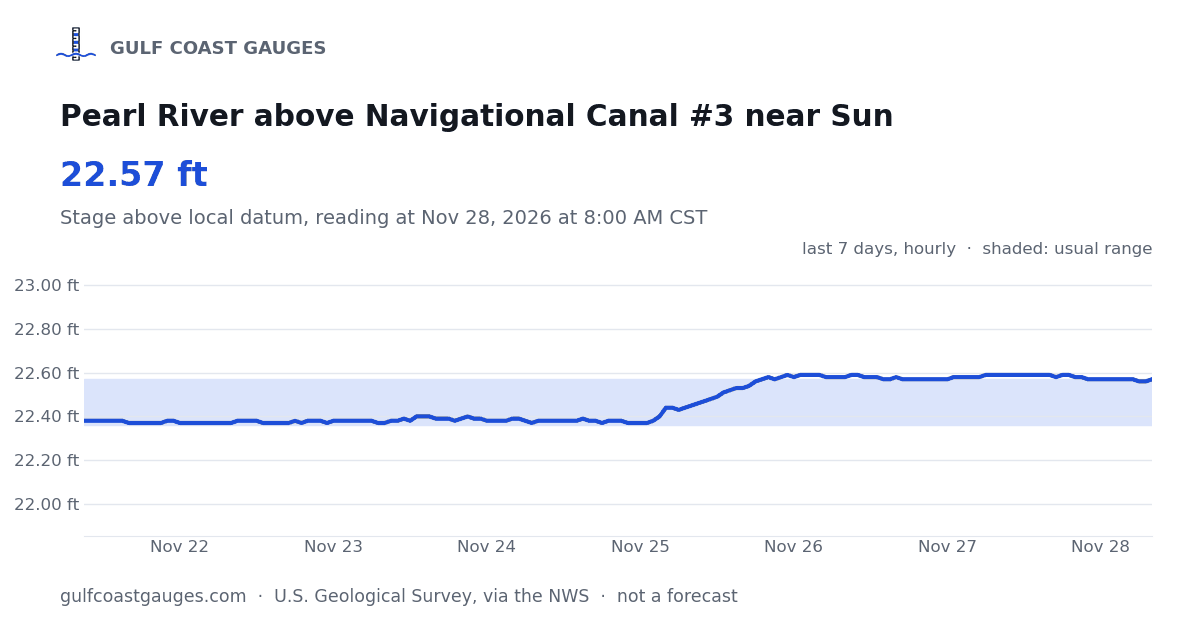 GULF COAST GAUGES
Pearl River above Navigational Canal #3 near Sun
22.57 ft
Stage above local datum, reading at Nov 28, 2026 at 8:00 AM CST
last 7 days, hourly · shaded: usual range
23.00 ft
22.80 ft
22.60 ft
22.40 ft
22.20 ft
22.00 ft
Nov 22 Nov 23 Nov 24 Nov 25 Nov 26 Nov 27 Nov 28
gulfcoastgauges.com · U.S. Geological Survey, via the NWS · not a forecast